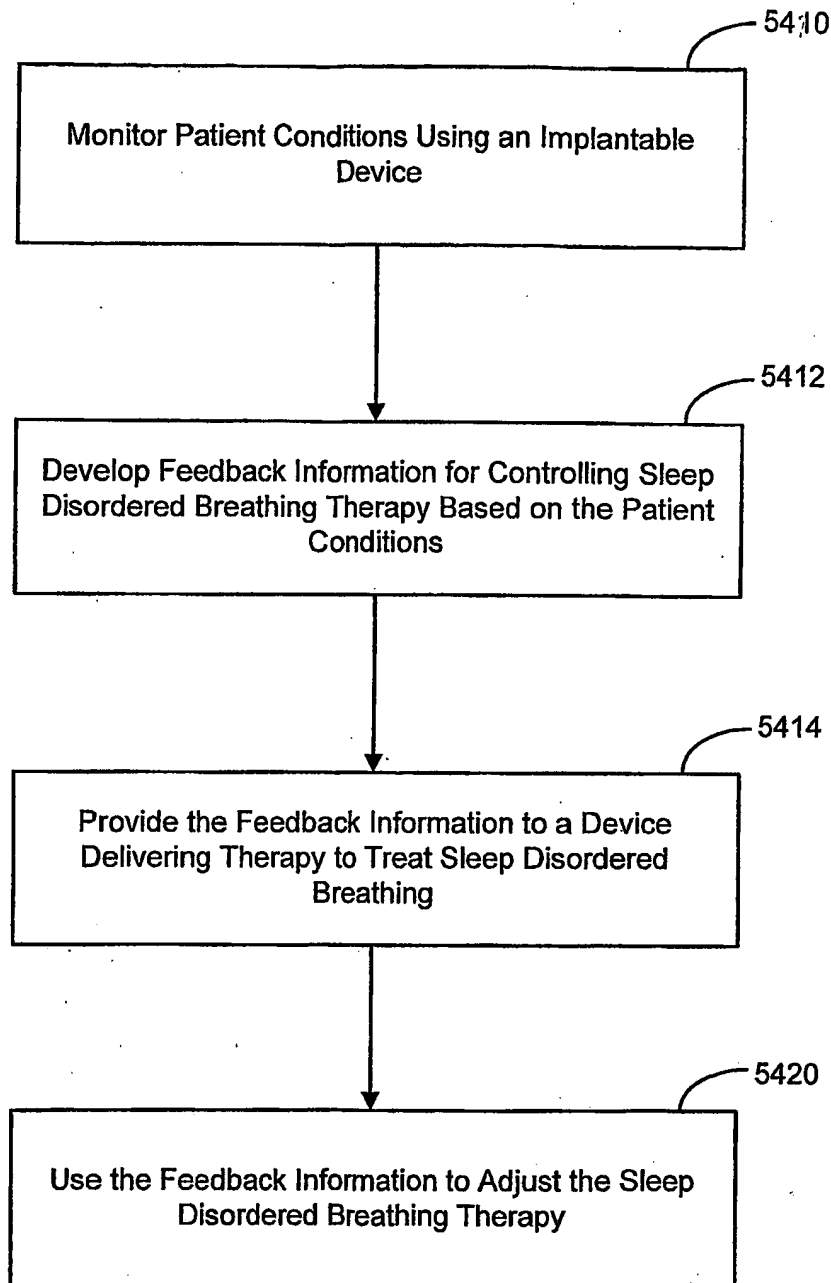 5410
Monitor Patient Conditions Using an Implantable
Device
5412
Develop Feedback Information for Controlling Sleep
Disordered Breathing Therapy Based on the Patient
Conditions
5414
Provide the Feedback Information to a Device
Delivering Therapy to Treat Sleep Disordered
Breathing
5420
Use the Feedback Information to Adjust the Sleep
Disordered Breathing Therapy